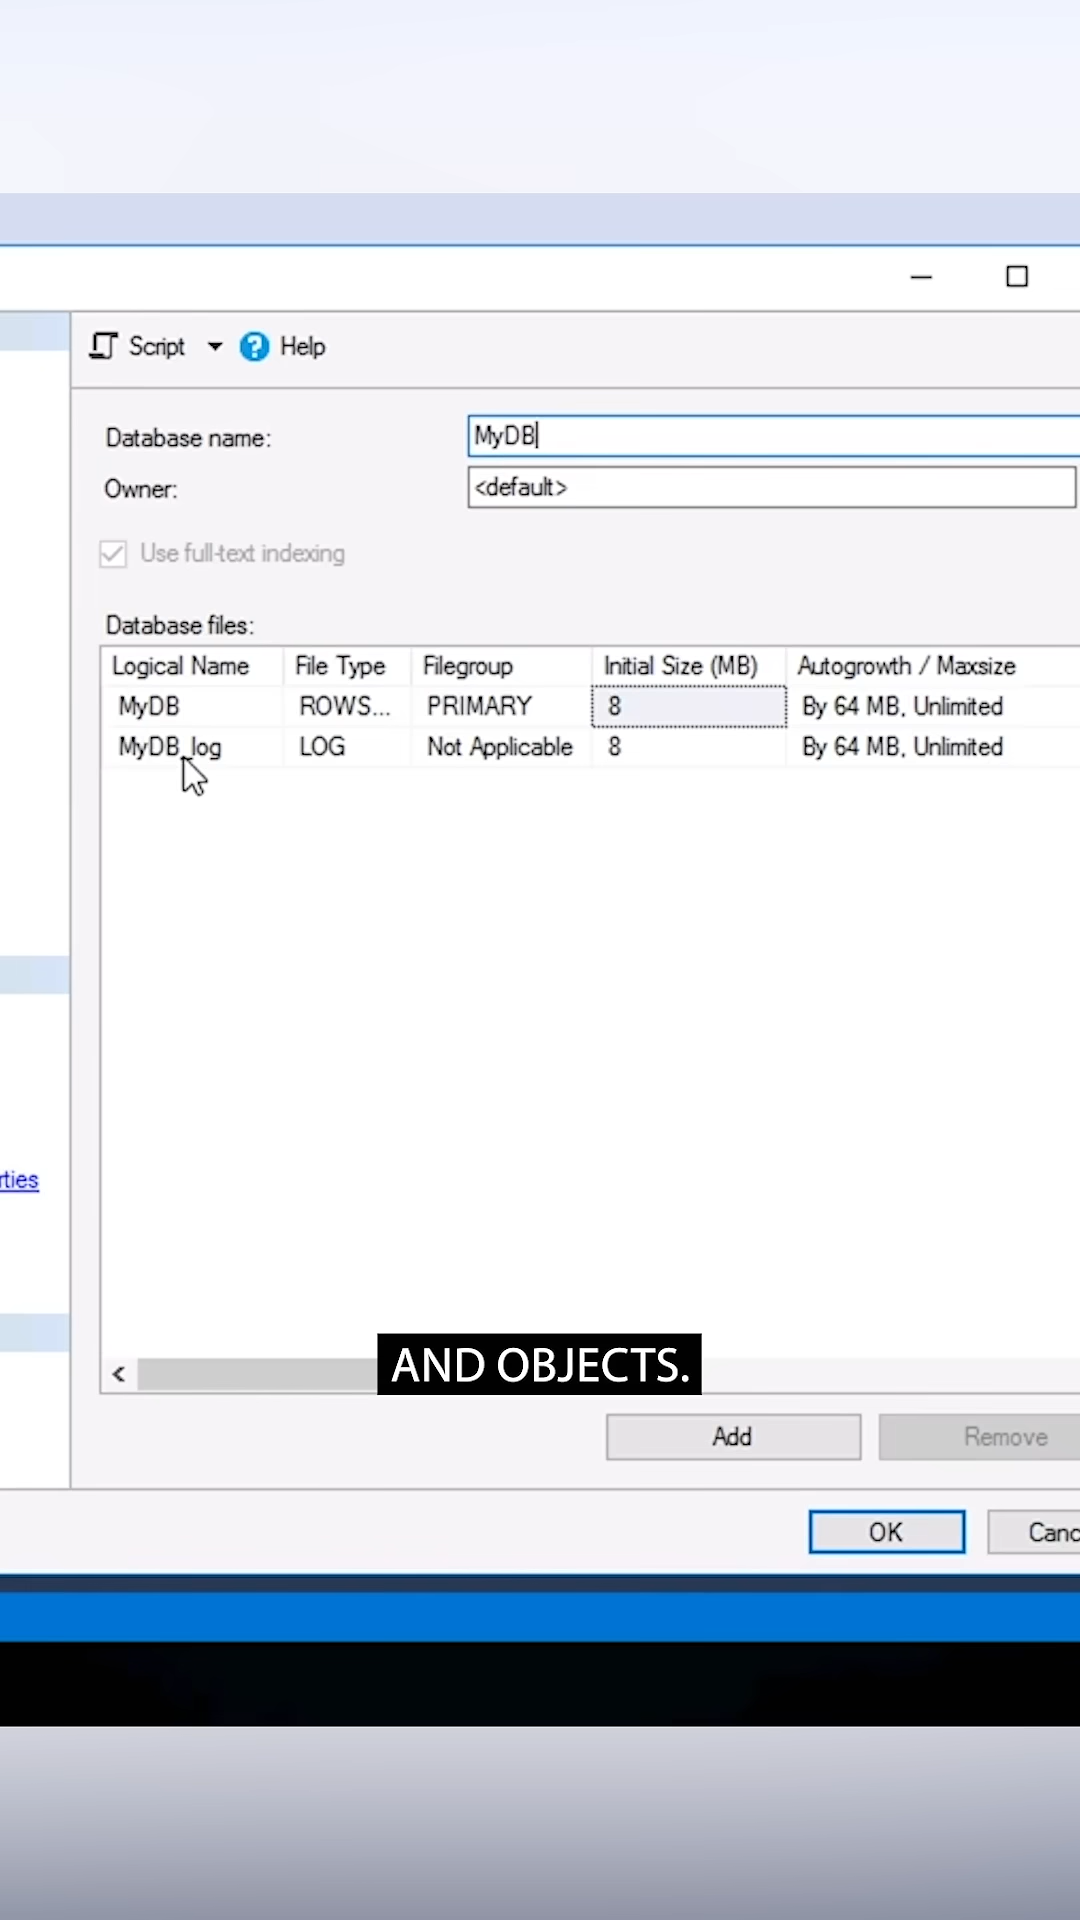 Script Help
Database name: MyDB
Owner: <default>
Use full-text indexing
Database files:
Logical Name File Type Filegroup Initial Size (MB) Autogrowth / Maxsize
MyDB ROWS... PRIMARY 8 By 64 MB, Unlimited
MyDB_log LOG Not Applicable 8 By 64 MB, Unlimited
rties
AND OBJECTS.
Add Remove
OK Canc